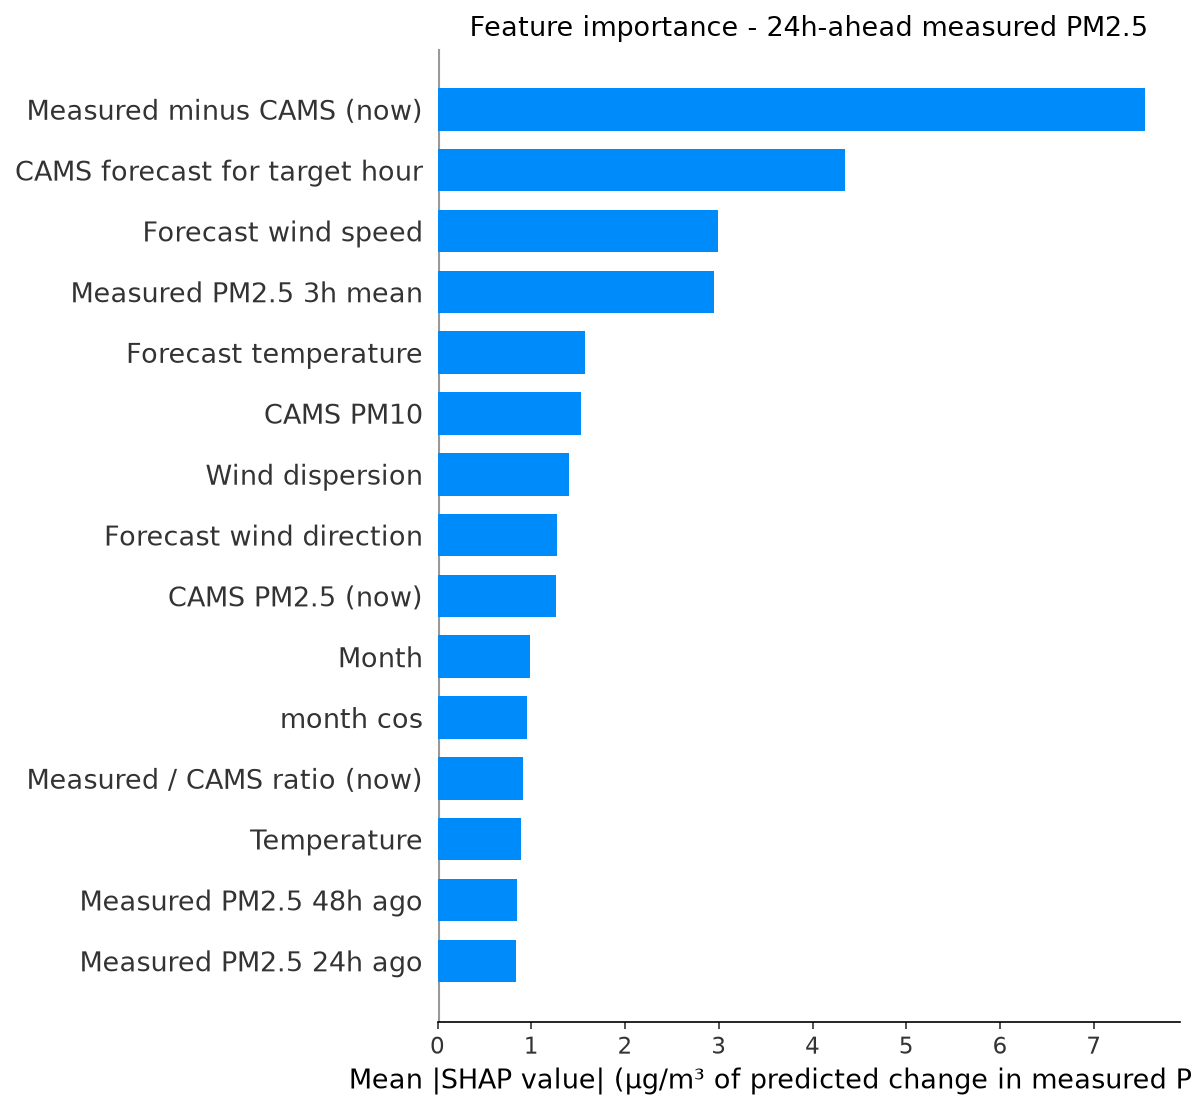 Feature importance - 24h-ahead measured PM2.5
Measured minus CAMS (now)
CAMS forecast for target hour
Forecast wind speed
Measured PM2.5 3h mean
Forecast temperature
CAMS PM10
Wind dispersion
Forecast wind direction
CAMS PM2.5 (now)
Month
month cos
Measured / CAMS ratio (now)
Temperature
Measured PM2.5 48h ago
Measured PM2.5 24h ago
0 1 2 3 4 5 6 7
Mean |SHAP value| (µg/m³ of predicted change in measured P